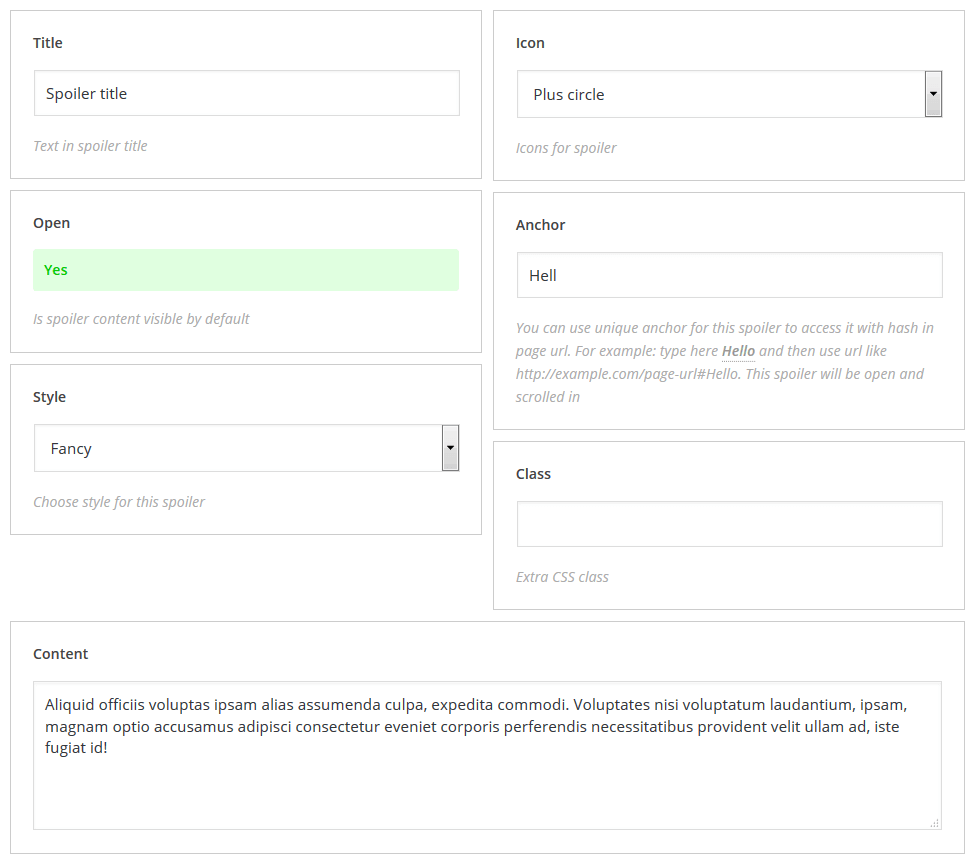 Title
Spoiler title
Text in spoiler title
Open
Yes
Is spoiler content visible by default
Style
Fancy
Choose style for this spoiler
Icon
Plus circle
Icons for spoiler
Anchor
Hell
You can use unique anchor for this spoiler to access it with hash in
page url. For example: type here Hello and then use url like
http://example.com/page-url#Hello. This spoiler will be open and
scrolled in
Class
Extra CSS class
Content
Aliquid officiis voluptas ipsam alias assumenda culpa, expedita commodi. Voluptates nisi voluptatum laudantium, ipsam,
magnam optio accusamus adipisci consectetur eveniet corporis perferendis necessitatibus provident velit ullam ad, iste
fugiat id!